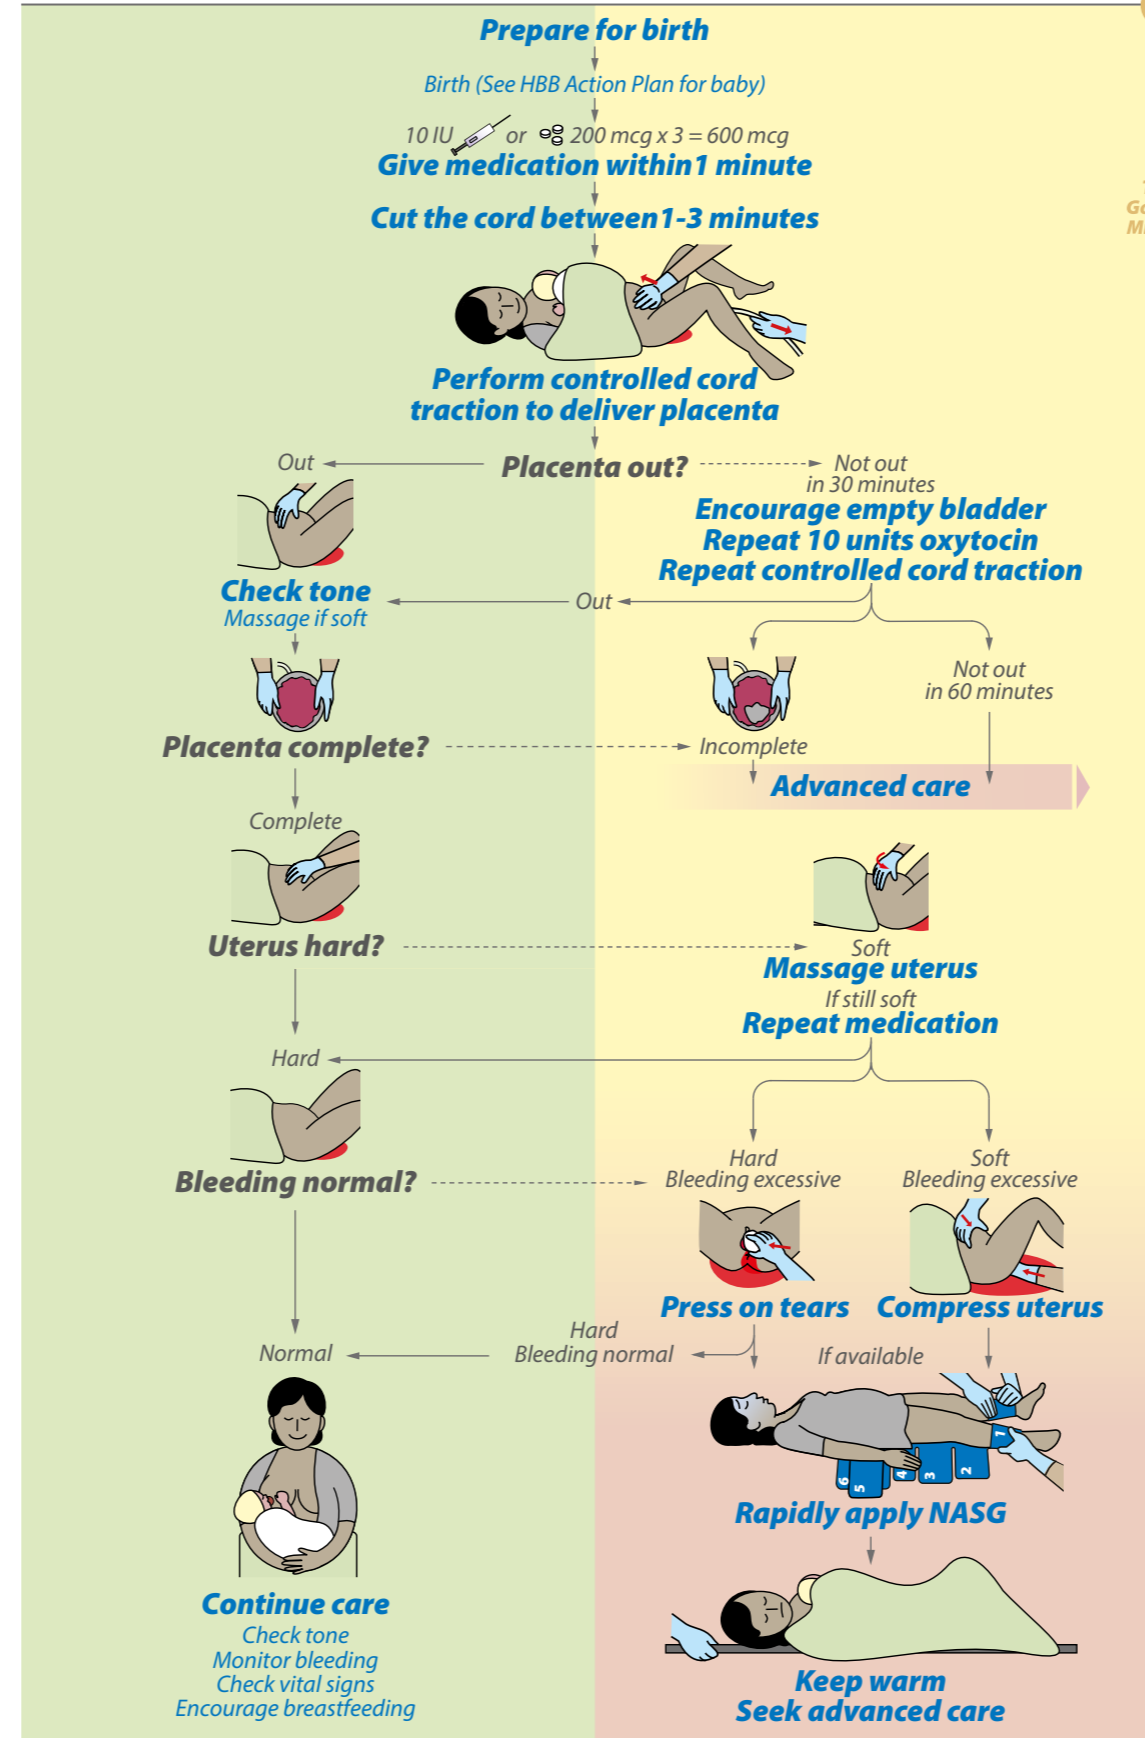 Prepare for birth
Birth (See HBB Action Plan for baby)
10 IU or 200 mcg x 3 = 600 mcg
Give medication within 1 minute
Cut the cord between 1-3 minutes
Perform controlled cord
traction to deliver placenta
Out
Placenta out?
Not out
in 30 minutes
Encourage empty bladder
Repeat 10 units oxytocin
Repeat controlled cord traction
Check tone
Massage if soft
Out
Not out
in 60 minutes
Placenta complete?
Incomplete
Advanced care
Complete
Uterus hard?
Soft
Massage uterus
If still soft
Repeat medication
Hard
Bleeding normal?
Hard
Bleeding excessive
Soft
Bleeding excessive
Press on tears
Compress uterus
Hard
Bleeding normal
Normal
If available
1
2
3
4
5
6
Rapidly apply NASG
Continue care
Check tone
Monitor bleeding
Check vital signs
Encourage breastfeeding
Keep warm
Seek advanced care